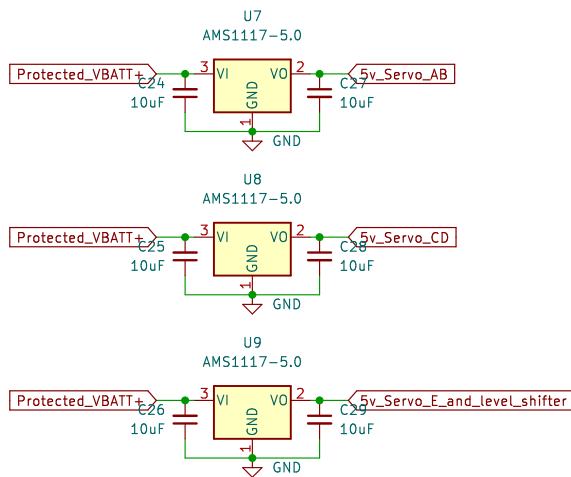 U7
AMS1117-5.0
Protected_VBATT+
3
VI
VO
2
5v_Servo_AB
C24
10uF
GND
1
C27
10uF
GND
U8
AMS1117-5.0
Protected_VBATT+
3
VI
VO
2
5v_Servo_CD
C25
10uF
GND
1
C28
10uF
GND
U9
AMS1117-5.0
Protected_VBATT+
3
VI
VO
2
5v_Servo_E_and_level_shifter
C26
10uF
GND
1
C29
10uF
GND